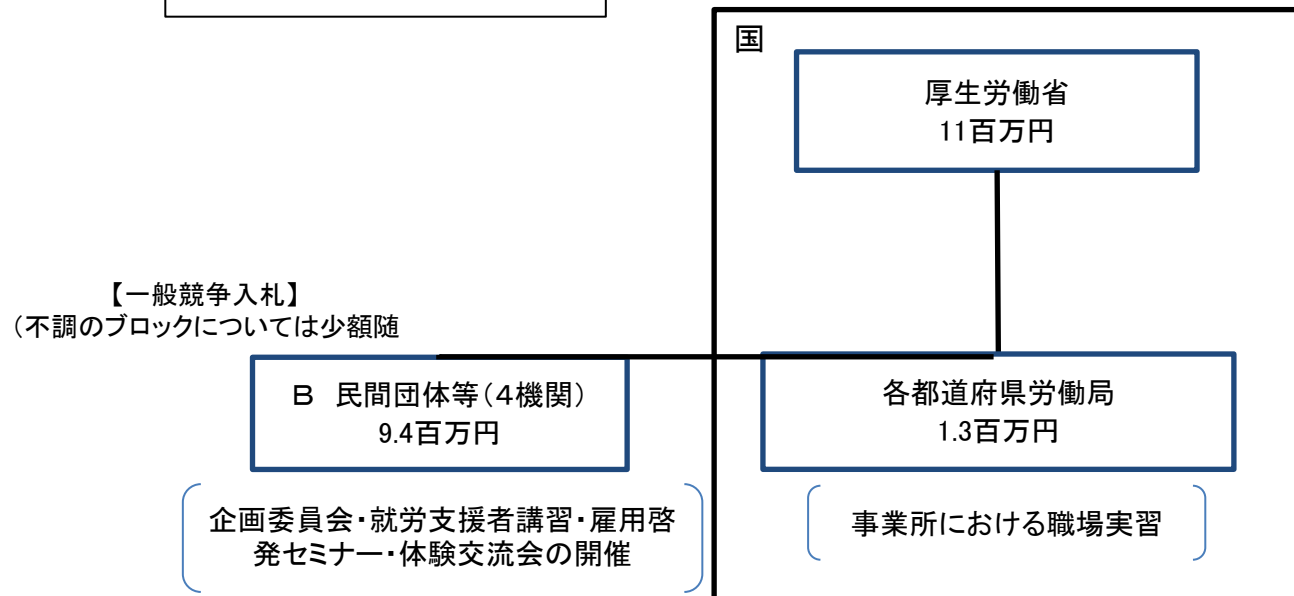 国
厚生労働省
11百万円
【一般競争入札】
(不調のブロックについては少額随
B 民間団体等(4機関)
9.4百万円
各都道府県労働局
1.3百万円
企画委員会・就労支援者講習・雇用啓
発セミナー・体験交流会の開催
事業所における職場実習